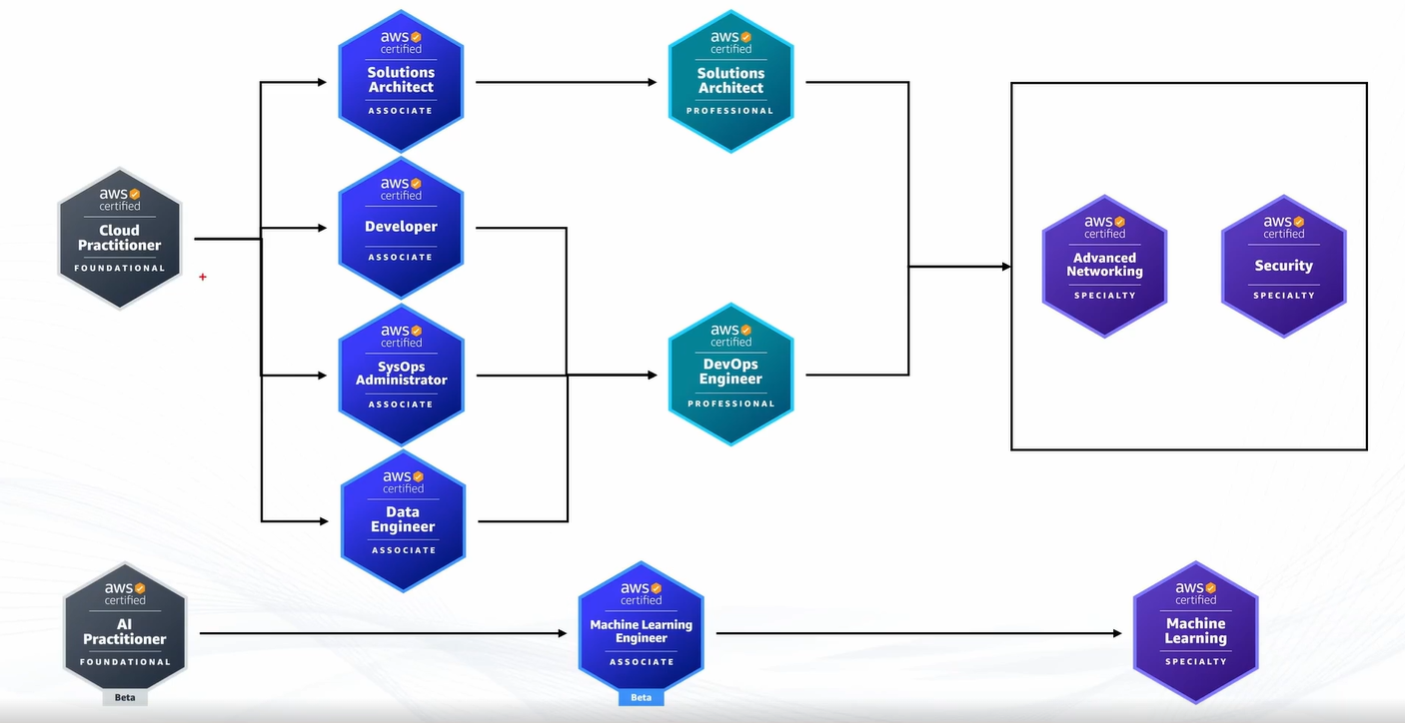 aws
certified
Solutions
Architect
ASSOCIATE
aws
certified
Solutions
Architect
PROFESSIONAL
aws
certified
Cloud
Practitioner
FOUNDATIONAL
aws
certified
Developer
ASSOCIATE
aws
certified
Advanced
Networking
SPECIALTY
aws
certified
Security
SPECIALTY
aws
certified
SysOps
Administrator
ASSOCIATE
aws
certified
DevOps
Engineer
PROFESSIONAL
aws
certified
Data
Engineer
ASSOCIATE
aws
certified
AI
Practitioner
FOUNDATIONAL
Beta
aws
certified
Machine Learning
Engineer
ASSOCIATE
Beta
aws
certified
Machine
Learning
SPECIALTY